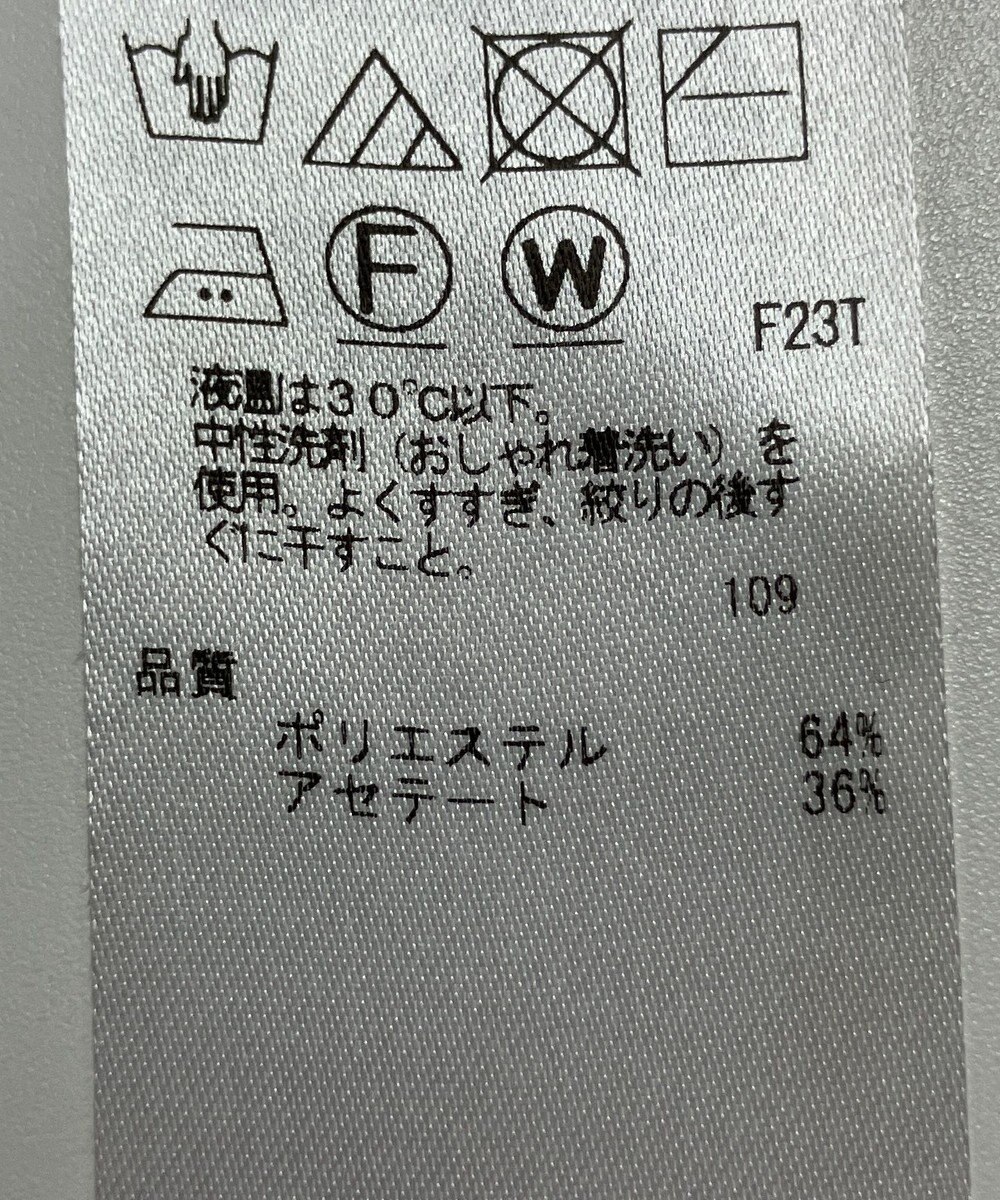 F W
F23T
液温は30℃以下。
中性洗剤（おしゃれ着洗い）を
使用。よくすすぎ、絞りの後す
ぐに干すこと。
109
品質
ポリエステル 64%
アセテート 36%